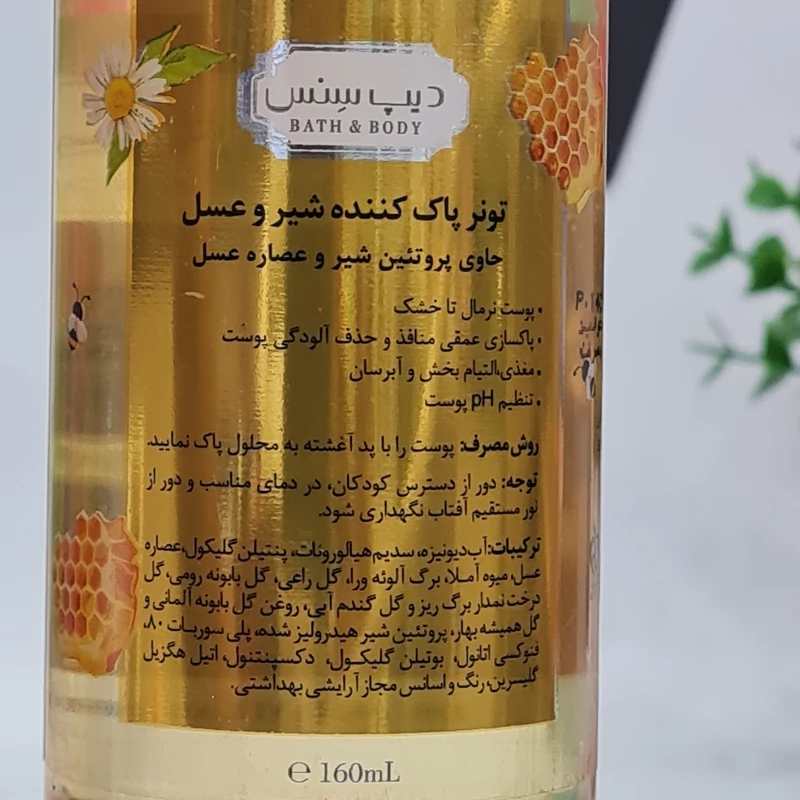 دیپ سِنس
BATH & BODY
تونر پاک کننده شیر و عسل
حاوی پروتئین شیر و عصاره عسل
• پوست نرمال تا خشک
• پاکسازی عمقی منافذ و حذف آلودگی پوست
• مغذی،التیام بخش و آبرسان
• تنظیم pH پوست
روش مصرف: پوست را با پد آغشته به محلول پاک نمایید.
توجه: دور از دسترس کودکان، در دمای مناسب و دور از
نور مستقیم آفتاب نگهداری شود.
ترکیبات: آب دیونیزه، سدیم هیالورونات، پنتیلن گلیکول، عصاره
عسل، میوه آملا، برگ آلوئه ورا، گل راعی، گل بابونه رومی، گل
درخت نمدار برگ ریز و گل گندم آبی، روغن گل بابونه آلمانی و
گل همیشه بهار، پروتئین شیر هیدرولیز شده، پلی سوربات ۸۰،
فنوکسی اتانول، بوتیلن گلیکول، دکسپنتنول، اتیل هگزیل
گلیسرین، رنگ و اسانس مجاز آرایشی بهداشتی.
℮ 160mL